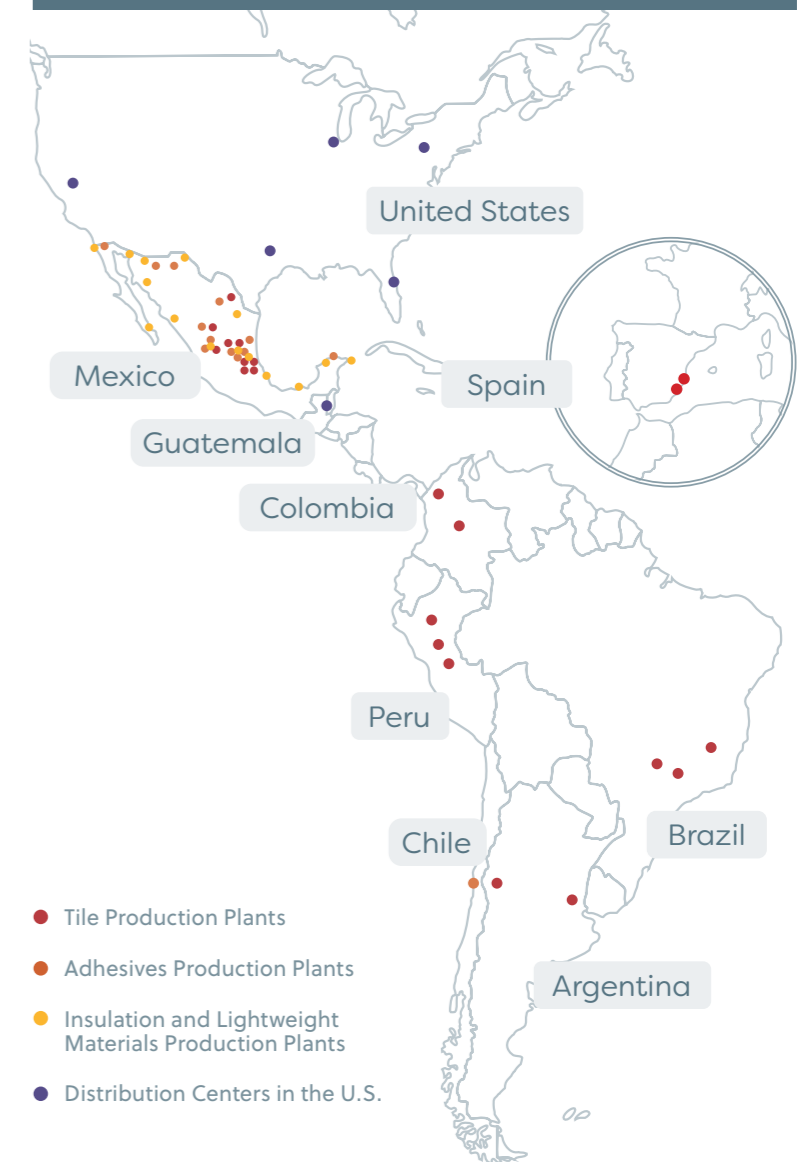 United States
Mexico
Spain
Guatemala
Colombia
Peru
Chile
Brazil
Argentina
Tile Production Plants
Adhesives Production Plants
Insulation and Lightweight
Materials Production Plants
Distribution Centers in the U.S.